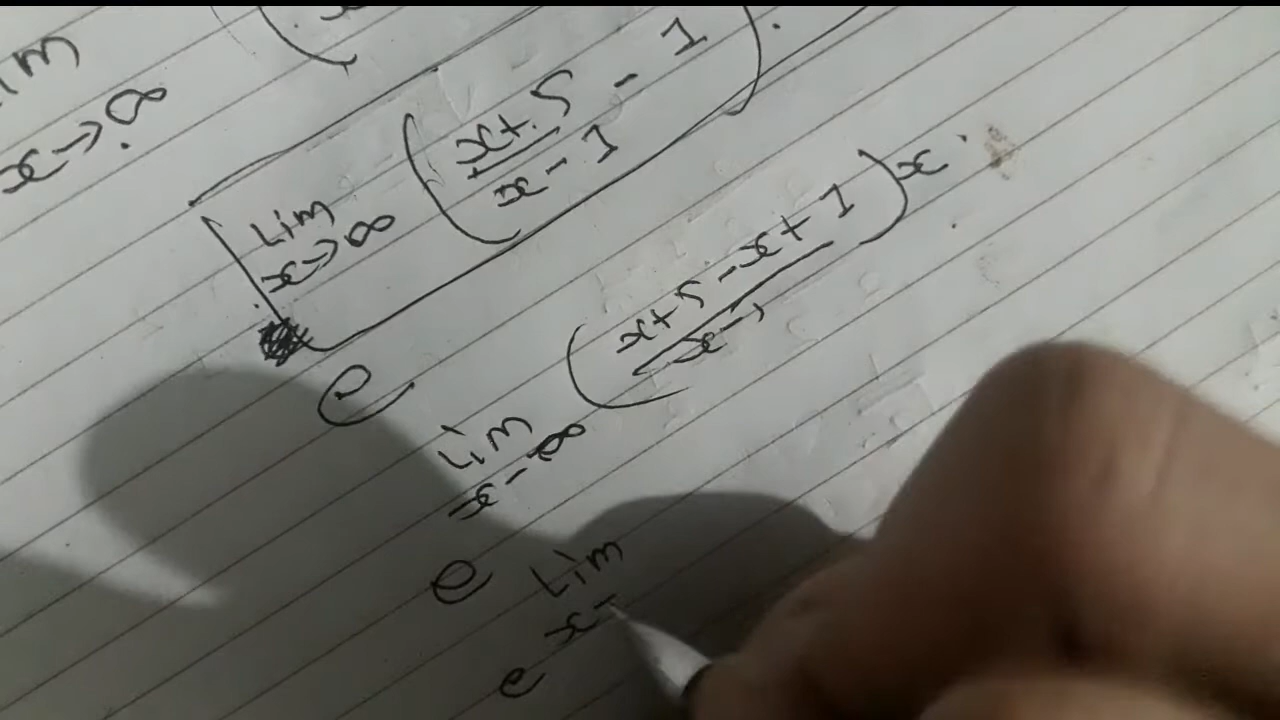 lim
x→∞ (x
lim
x→∞ (x+5/x-1 - 1) .
e
lim
x-∞ (x+5-x+1/x-1)x.
e
lim
x-
e